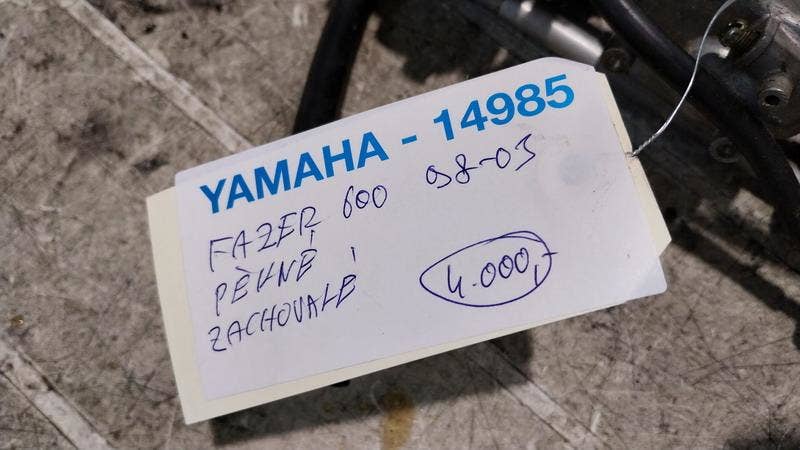 YAMAHA - 14985
FAZER 600 98-03
PĚKNÉ,
ZACHOVALÉ
4.000,-